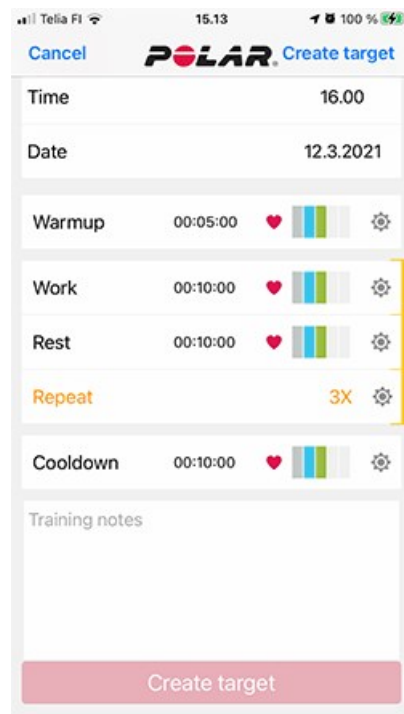 Telia FI 15.13 100 %
Cancel POLAR. Create target
Time 16.00
Date 12.3.2021
Warmup 00:05:00
Work 00:10:00
Rest 00:10:00
Repeat 3X
Cooldown 00:10:00
Training notes
Create target